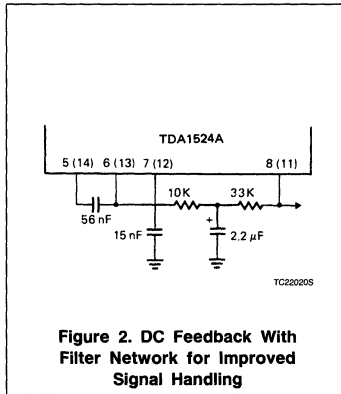 TDA1524A
5 (14) 6 (13) 7 (12) 8 (11)
10K 33K
56 nF
+
15 nF 2,2 μF
TC22020S
Figure 2. DC Feedback With
Filter Network for Improved
Signal Handling